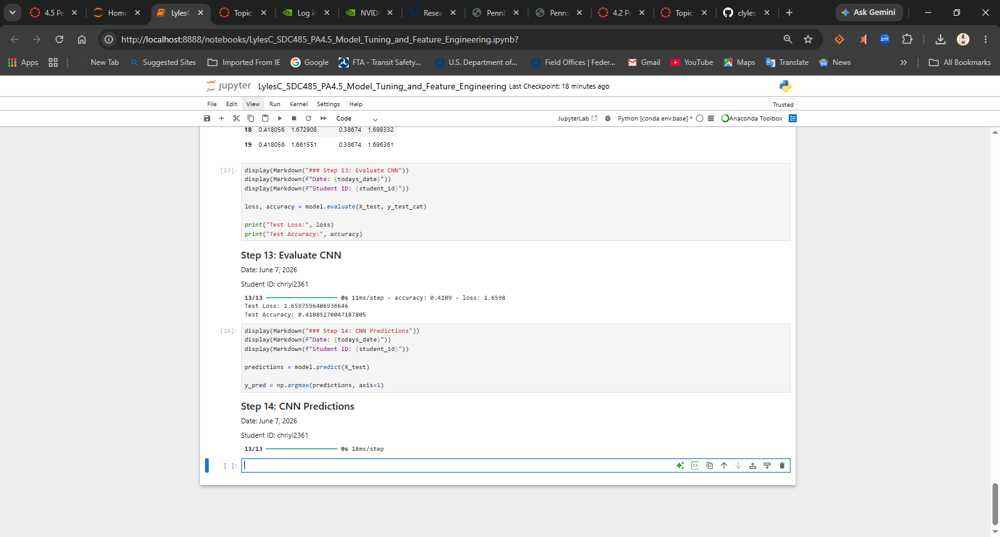 4.5 Pe
Home
LylesC
Topic:
Log in
NVIDI
Resea
PennD
Penns
4.2 Pr
Topic:
clyles
Ask Gemini
http://localhost:8888/notebooks/LylesC_SDC485_PA4.5_Model_Tuning_and_Feature_Engineering.ipynb?
Apps
New Tab
Suggested Sites
Imported From IE
Google
FTA - Transit Safety...
U.S. Department of...
Field Offices | Feder...
Gmail
YouTube
Maps
Translate
News
All Bookmarks
jupyter LylesC_SDC485_PA4.5_Model_Tuning_and_Feature_Engineering Last Checkpoint: 18 minutes ago
File Edit View Run Kernel Settings Help Trusted
Code JupyterLab Python [conda env:base] * Anaconda Toolbox
18 0.418056 1.672908 0.38674 1.699332
19 0.418056 1.661551 0.38674 1.696361
[13]: display(Markdown("### Step 13: Evaluate CNN"))
display(Markdown(f"Date: {todays_date}"))
display(Markdown(f"Student ID: {student_id}"))
loss, accuracy = model.evaluate(X_test, y_test_cat)
print("Test Loss:", loss)
print("Test Accuracy:", accuracy)
Step 13: Evaluate CNN
Date: June 7, 2026
Student ID: chrlyl2361
13/13 0s 11ms/step - accuracy: 0.4109 - loss: 1.6598
Test Loss: 1.6597596406936646
Test Accuracy: 0.41085270047187805
[14]: display(Markdown("### Step 14: CNN Predictions"))
display(Markdown(f"Date: {todays_date}"))
display(Markdown(f"Student ID: {student_id}"))
predictions = model.predict(X_test)
y_pred = np.argmax(predictions, axis=1)
Step 14: CNN Predictions
Date: June 7, 2026
Student ID: chrlyl2361
13/13 0s 18ms/step
[ ]: